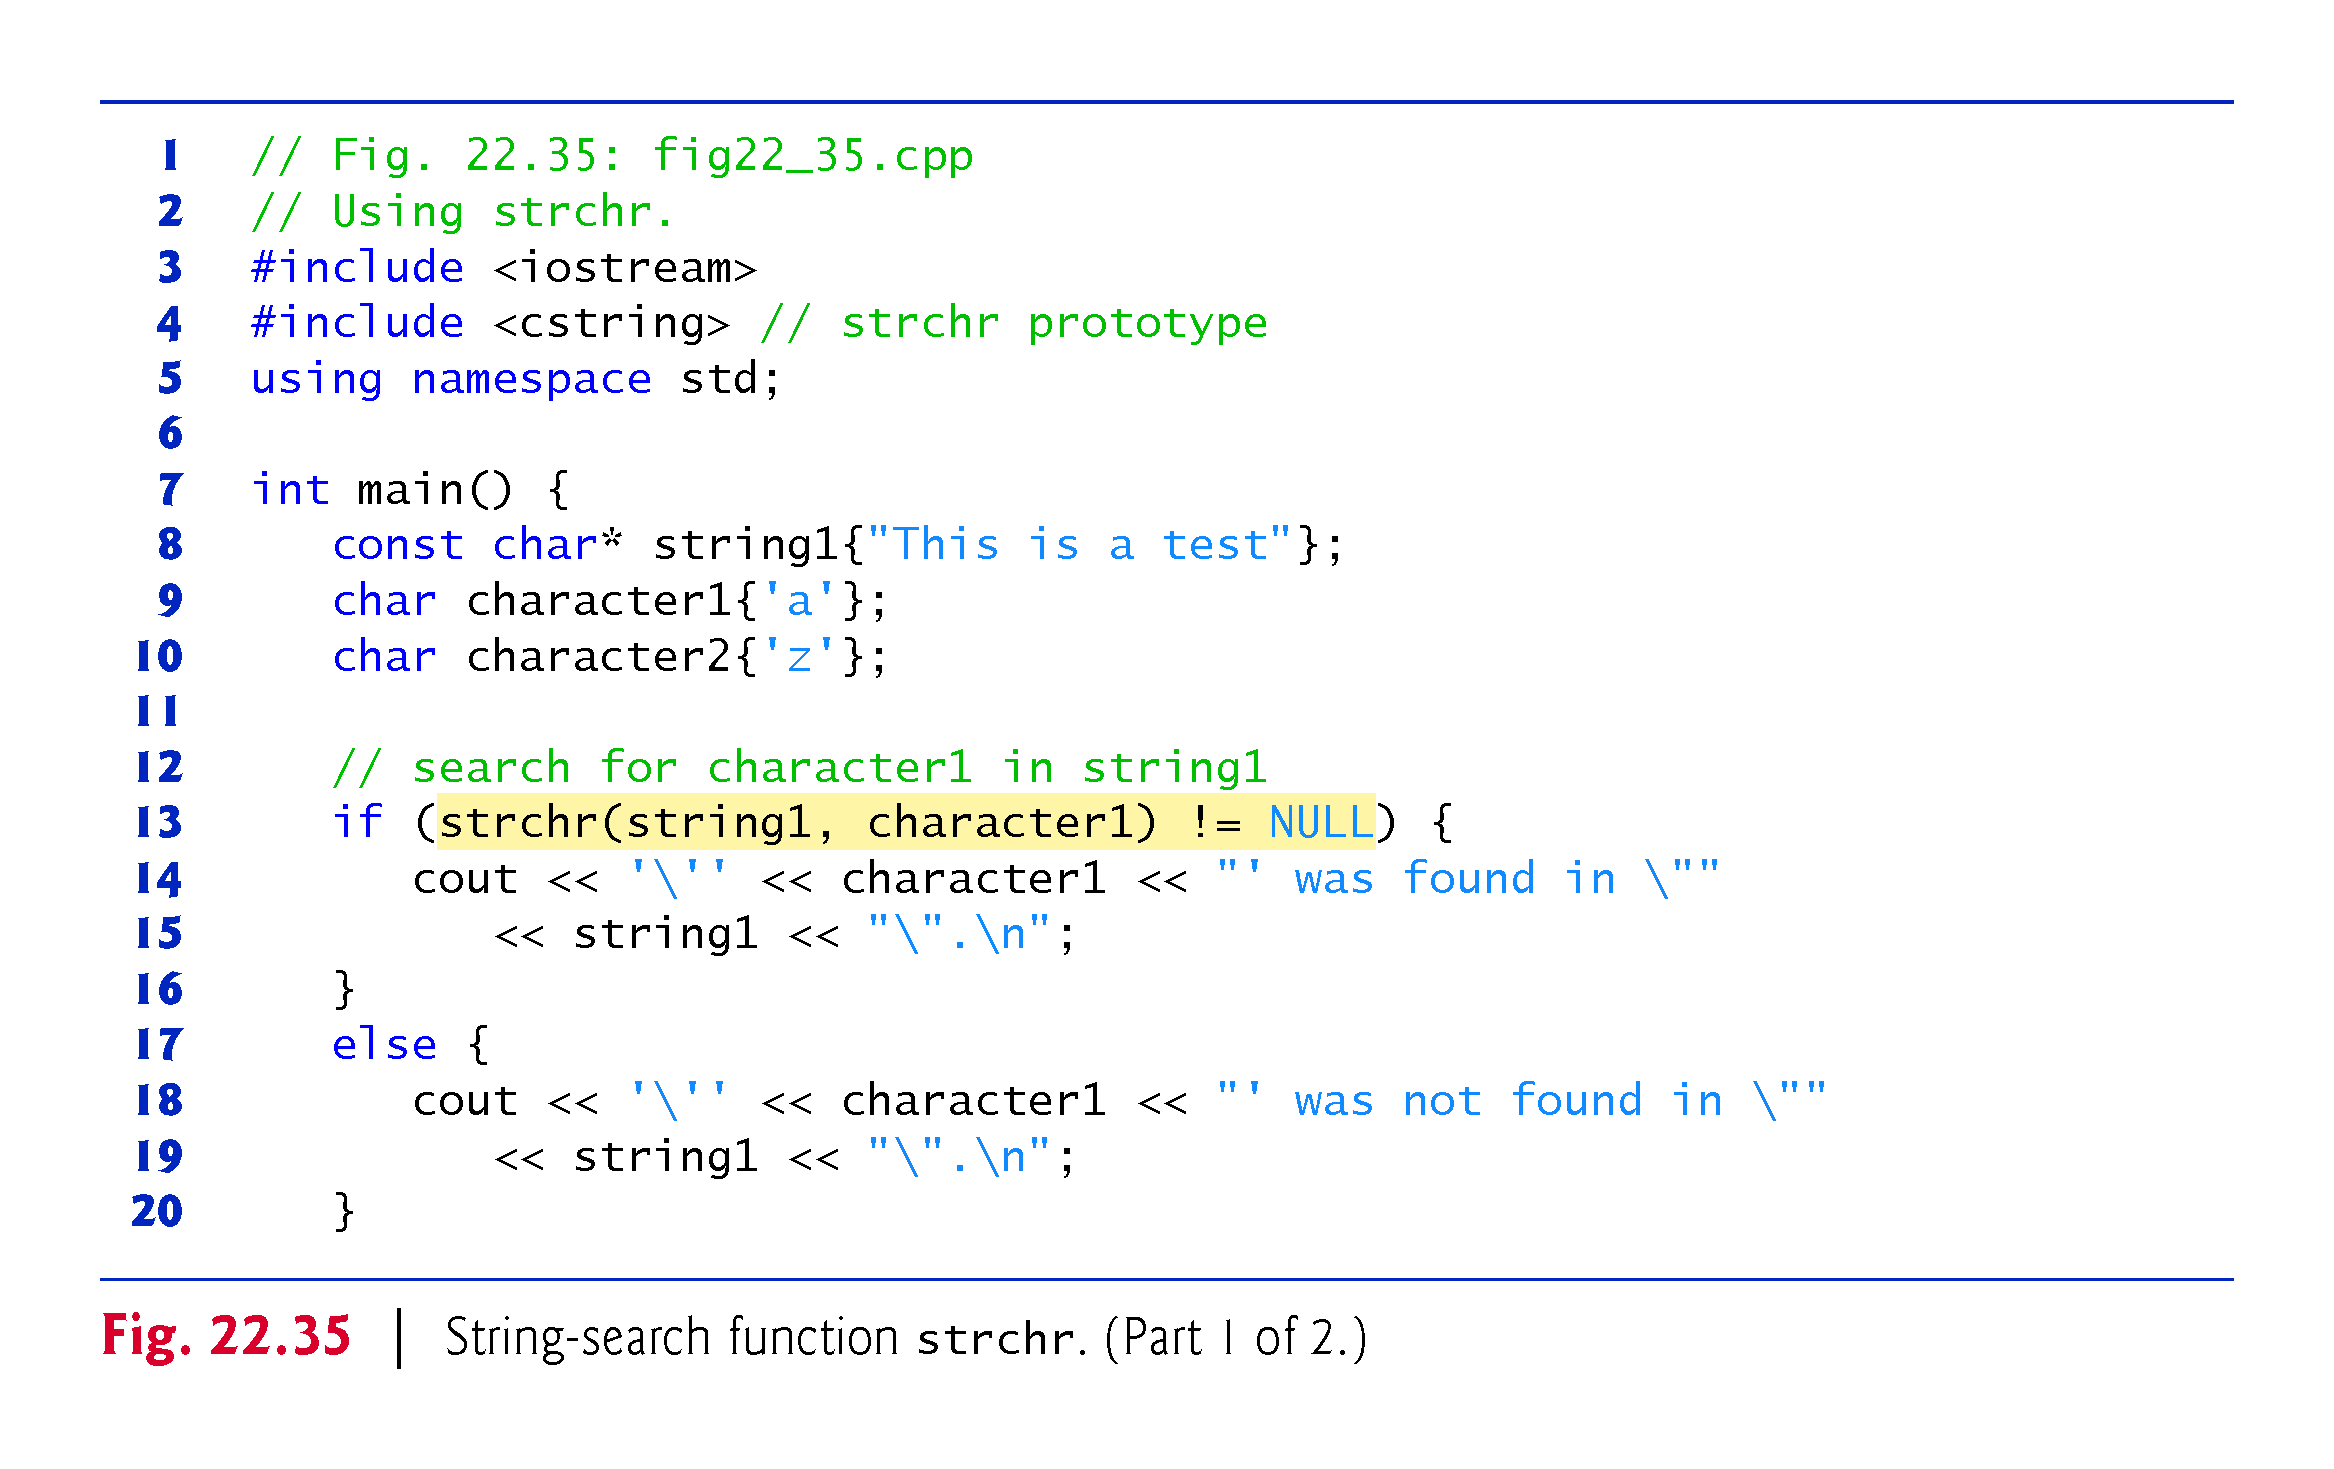 1 // Fig. 22.35: fig22_35.cpp
2 // Using strchr.
3 #include <iostream>
4 #include <cstring> // strchr prototype
5 using namespace std;
6
7 int main() {
8    const char* string1{"This is a test"};
9    char character1{'a'};
10    char character2{'z'};
11
12    // search for character1 in string1
13    if (strchr(string1, character1) != NULL) {
14       cout << '\'' << character1 << "' was found in \""
15          << string1 << "\".\n";
16    }
17    else {
18       cout << '\'' << character1 << "' was not found in \""
19          << string1 << "\".\n";
20    }
Fig. 22.35 | String-search function strchr. (Part 1 of 2.)